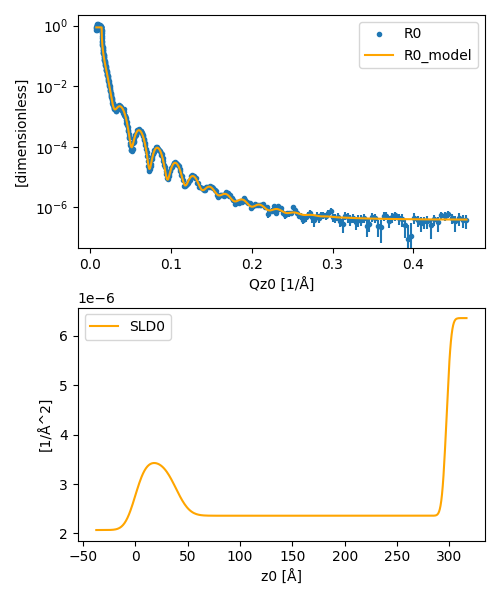 10⁰
10⁻²
10⁻⁴
10⁻⁶
[dimensionless]
R0
R0_model
0.0 0.1 0.2 0.3 0.4
Qz0 [1/Å]
1e−6
SLD0
6
5
4
3
2
[1/Å^2]
−50 0 50 100 150 200 250 300
z0 [Å]